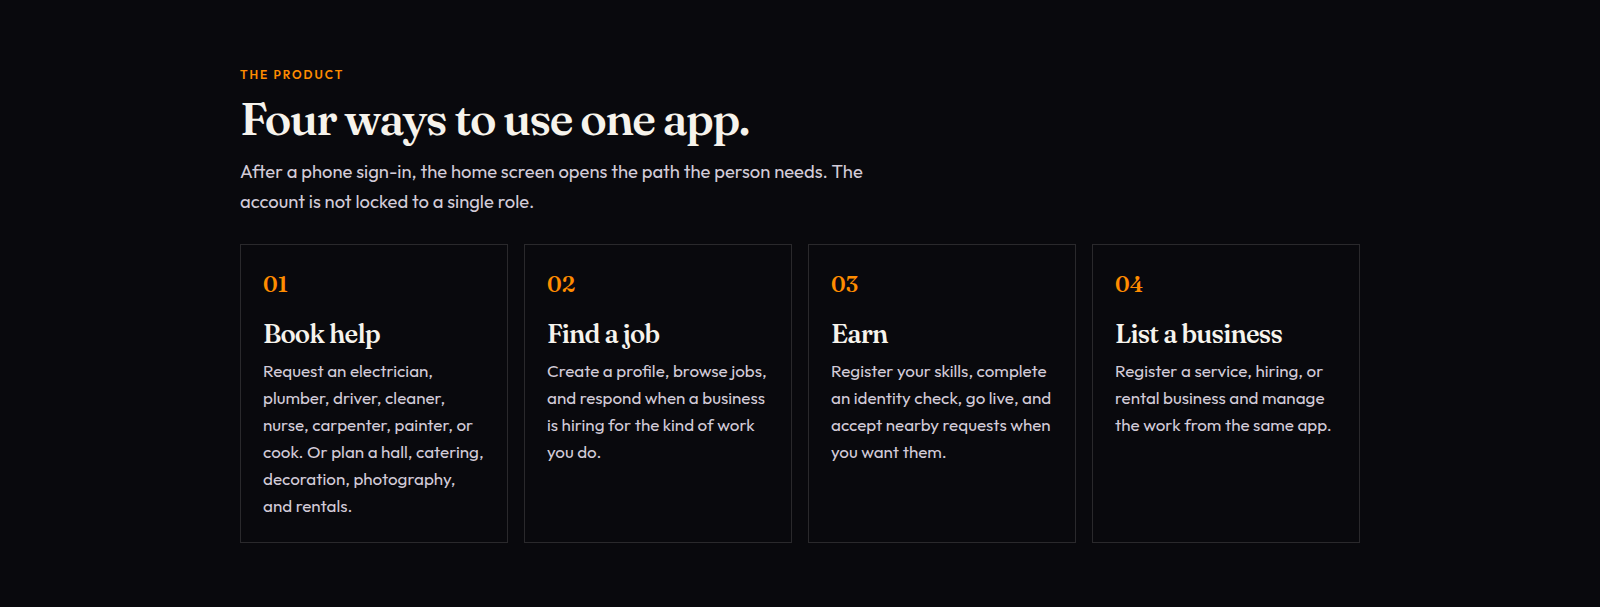 THE PRODUCT
Four ways to use one app.
After a phone sign-in, the home screen opens the path the person needs. The
account is not locked to a single role.
01
Book help
Request an electrician,
plumber, driver, cleaner,
nurse, carpenter, painter, or
cook. Or plan a hall, catering,
decoration, photography,
and rentals.
02
Find a job
Create a profile, browse jobs,
and respond when a business
is hiring for the kind of work
you do.
03
Earn
Register your skills, complete
an identity check, go live, and
accept nearby requests when
you want them.
04
List a business
Register a service, hiring, or
rental business and manage
the work from the same app.